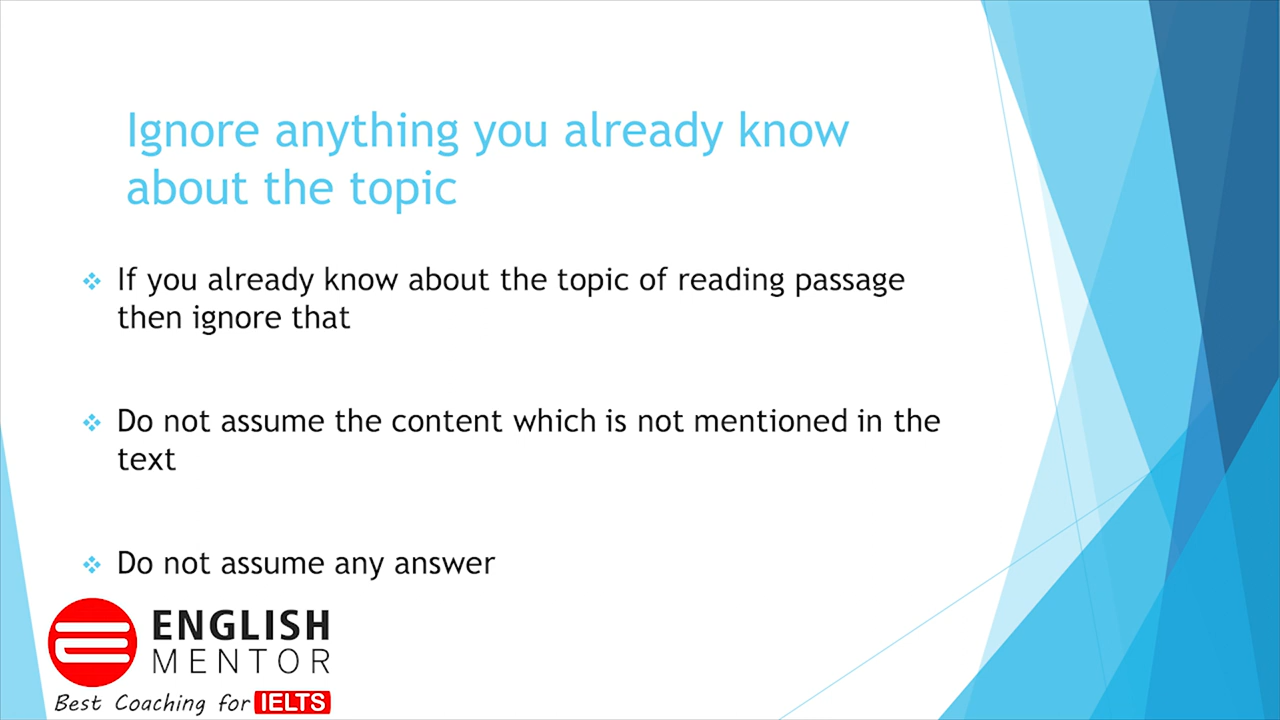 Ignore anything you already know
about the topic
If you already know about the topic of reading passage
then ignore that
Do not assume the content which is not mentioned in the
text
Do not assume any answer
ENGLISH
MENTOR
Best Coaching for IELTS